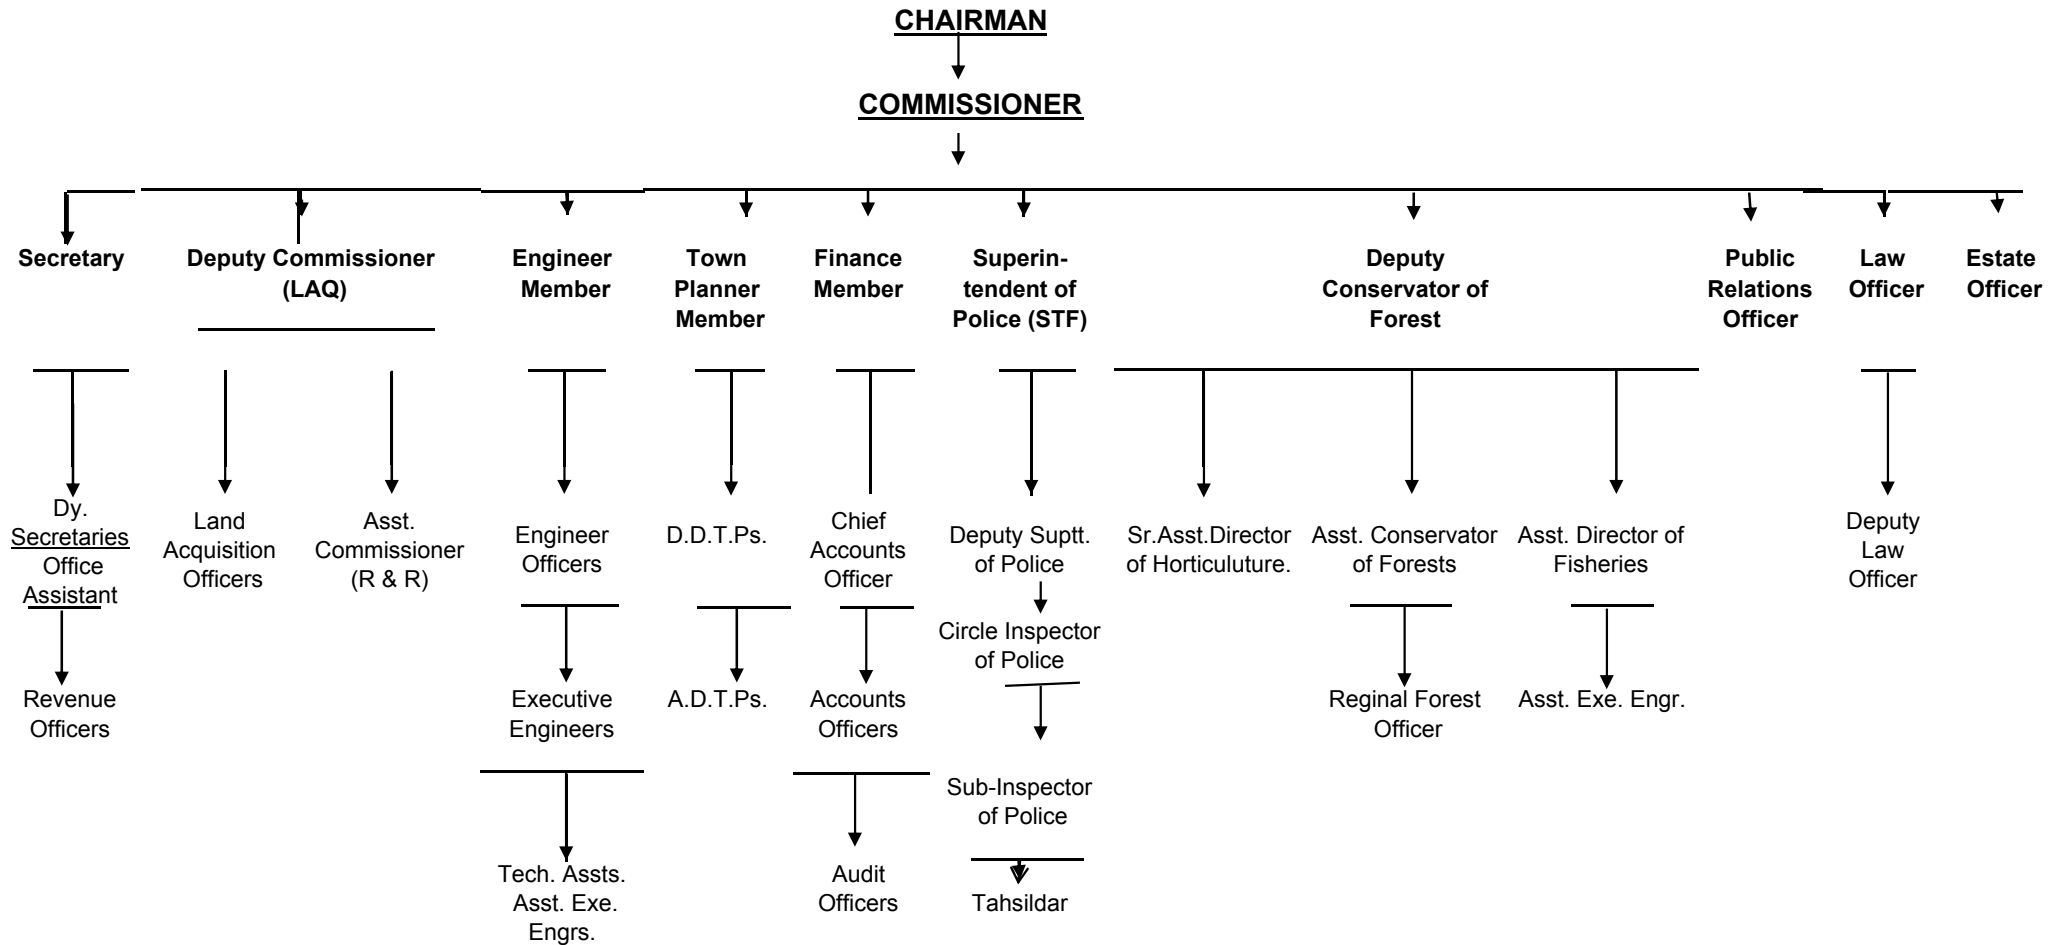 CHAIRMAN
COMMISSIONER
Secretary
Deputy Commissioner
(LAQ)
Engineer
Member
Town
Planner
Member
Finance
Member
Superin-
tendent of
Police (STF)
Deputy
Conservator of
Forest
Public
Relations
Officer
Law
Officer
Estate
Officer
Dy.
Secretaries
Office
Assistant
Land
Acquisition
Officers
Asst.
Commissioner
(R & R)
Engineer
Officers
D.D.T.Ps.
Chief
Accounts
Officer
Deputy Suptt.
of Police
Sr.Asst.Director
of Horticuluture.
Asst. Conservator
of Forests
Asst. Director of
Fisheries
Deputy
Law
Officer
Circle Inspector
of Police
Revenue
Officers
Executive
Engineers
A.D.T.Ps.
Accounts
Officers
Reginal Forest
Officer
Asst. Exe. Engr.
Sub-Inspector
of Police
Tech. Assts.
Asst. Exe.
Engrs.
Audit
Officers
Tahsildar